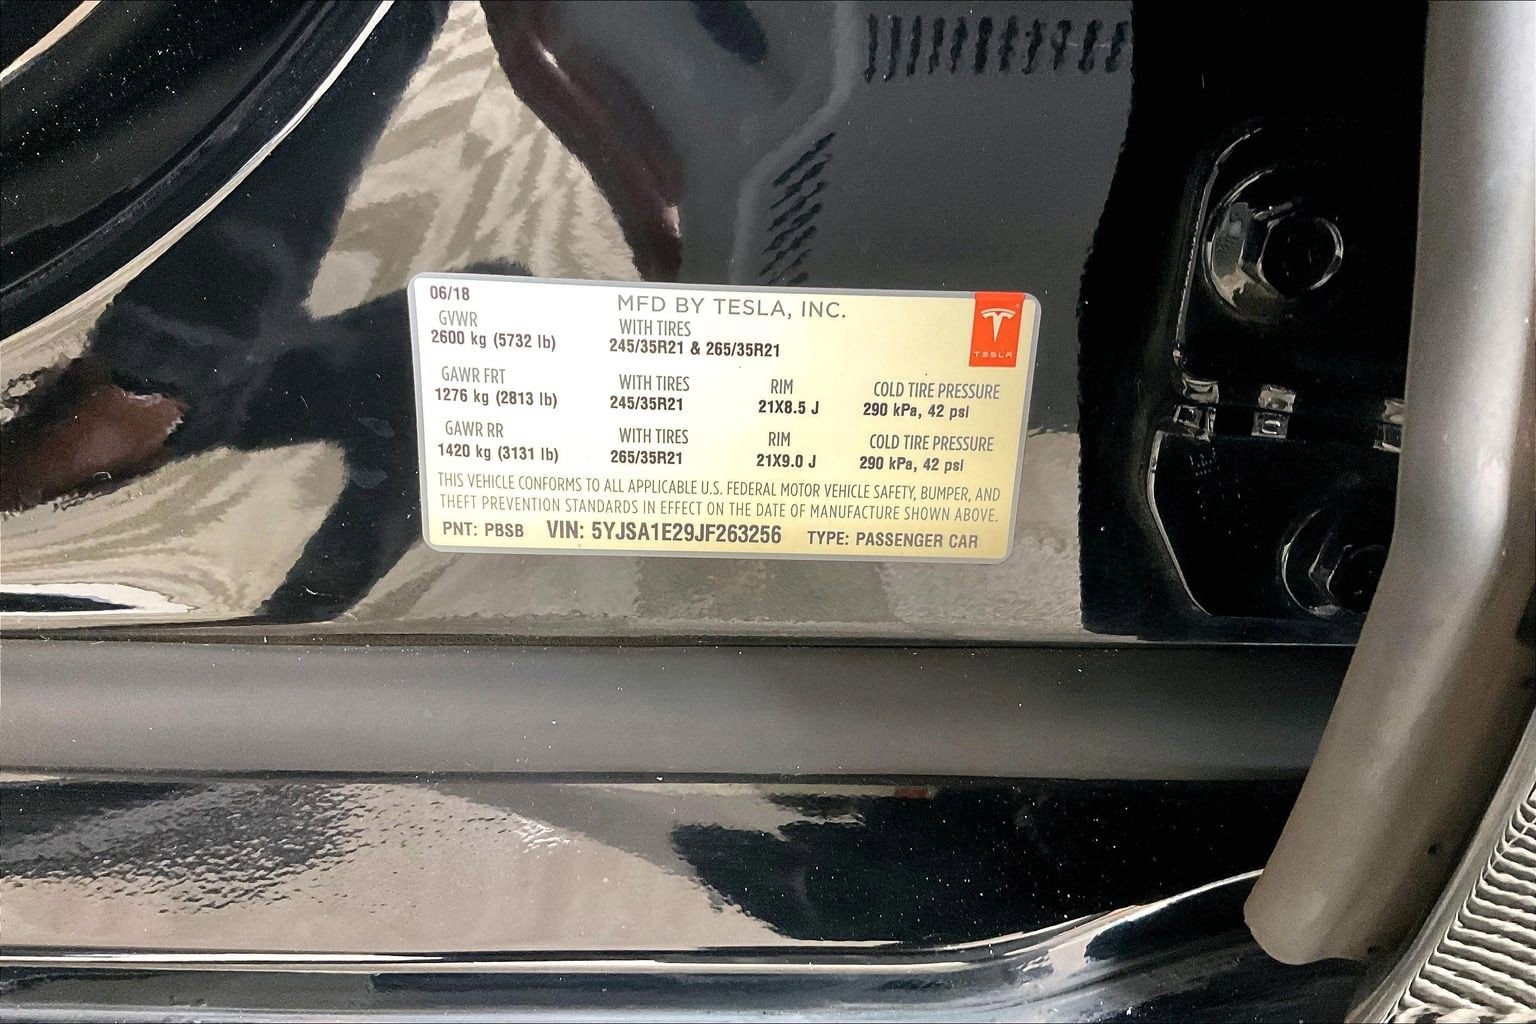 06/18
MFD BY TESLA, INC.
GVWR
2600 kg (5732 lb)
WITH TIRES
245/35R21 & 265/35R21
TESLA
GAWR FRT
1276 kg (2813 lb)
WITH TIRES
245/35R21
RIM
21X8.5 J
COLD TIRE PRESSURE
290 kPa, 42 psi
GAWR RR
1420 kg (3131 lb)
WITH TIRES
265/35R21
RIM
21X9.0 J
COLD TIRE PRESSURE
290 kPa, 42 psi
THIS VEHICLE CONFORMS TO ALL APPLICABLE U.S. FEDERAL MOTOR VEHICLE SAFETY, BUMPER, AND
THEFT PREVENTION STANDARDS IN EFFECT ON THE DATE OF MANUFACTURE SHOWN ABOVE.
PNT: PBSB VIN: 5YJSA1E29JF263256 TYPE: PASSENGER CAR